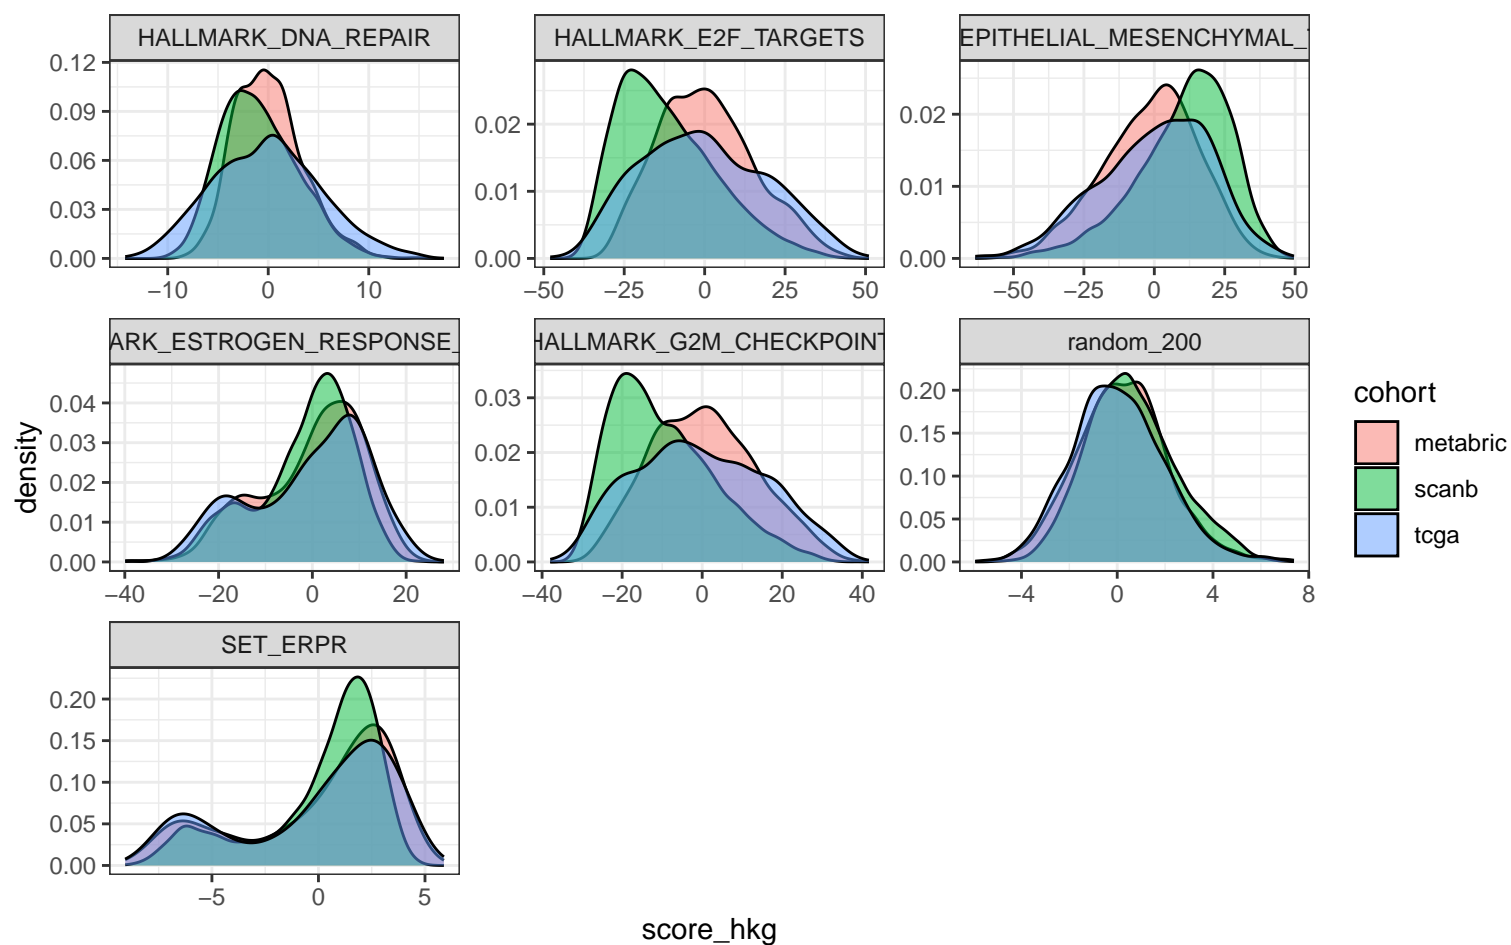 HALLMARK_DNA_REPAIR
HALLMARK_E2F_TARGETS
EPITHELIAL_MESENCHYMAL_
0.12
0.09
0.06
0.03
0.00
−10 0 10
0.02
0.01
0.00
−50 −25 0 25 50
0.02
0.01
0.00
−50 −25 0 25 50
ARK_ESTROGEN_RESPONSE_
HALLMARK_G2M_CHECKPOINT
random_200
0.04
0.03
0.02
0.01
0.00
−40 −20 0 20
0.03
0.02
0.01
0.00
−40 −20 0 20 40
0.20
0.15
0.10
0.05
0.00
−4 0 4 8
SET_ERPR
0.20
0.15
0.10
0.05
0.00
−5 0 5
density
score_hkg
cohort
metabric
scanb
tcga